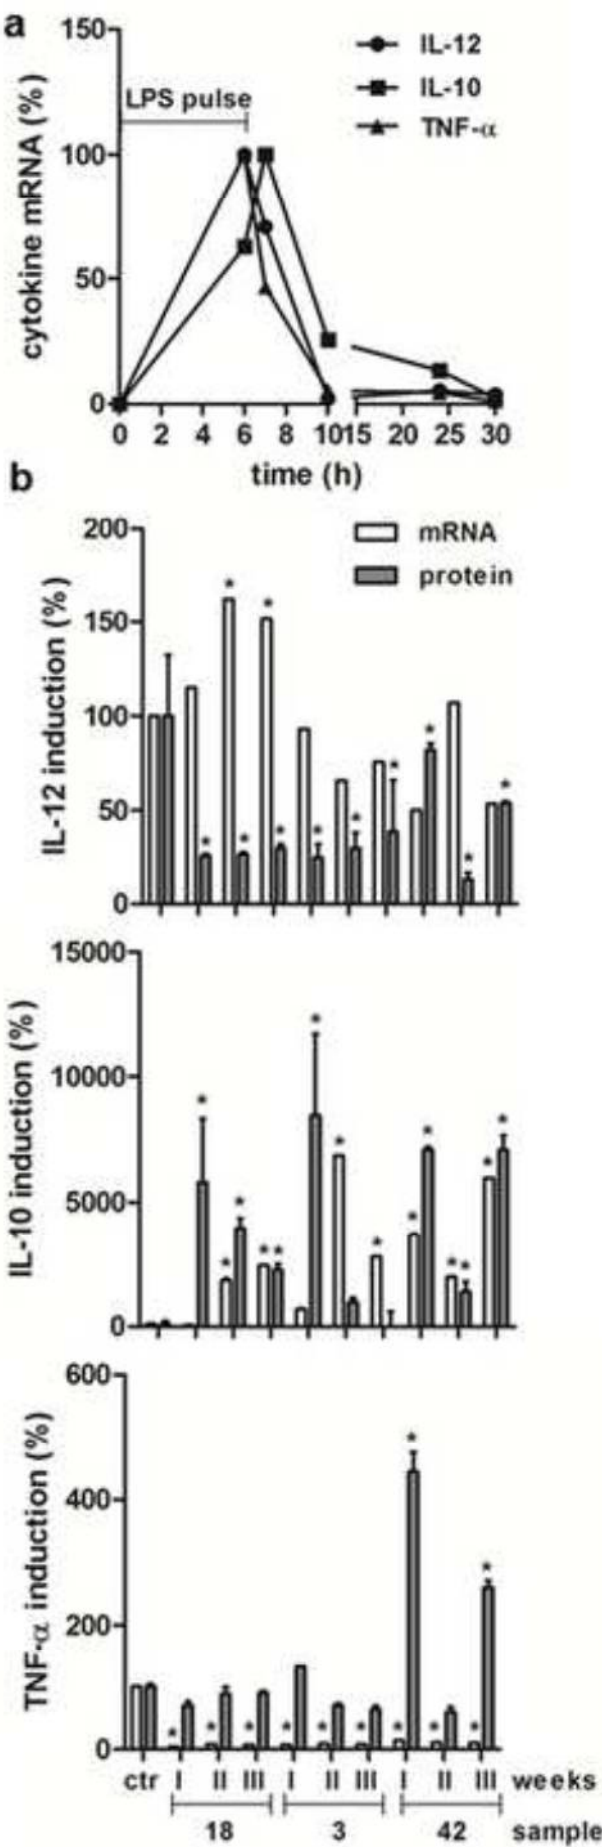 a
150
IL-12
IL-10
TNF-α
LPS pulse
100
50
0
cytokine mRNA (%)
0 2 4 6 8 10 15 20 25 30
time (h)
b
200
150
100
50
0
mRNA
protein
IL-12 induction (%)
* * * * * * * * * * *
15000
10000
5000
0
IL-10 induction (%)
* * * * * * * * * * * * * *
600
400
200
0
TNF-α induction (%)
* * * * * * * * * * *
ctr I II III I II III I II III weeks
18 3 42 sample